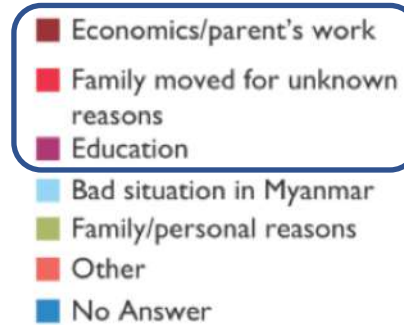 Economics/parent's work
Family moved for unknown
reasons
Education
Bad situation in Myanmar
Family/personal reasons
Other
No Answer